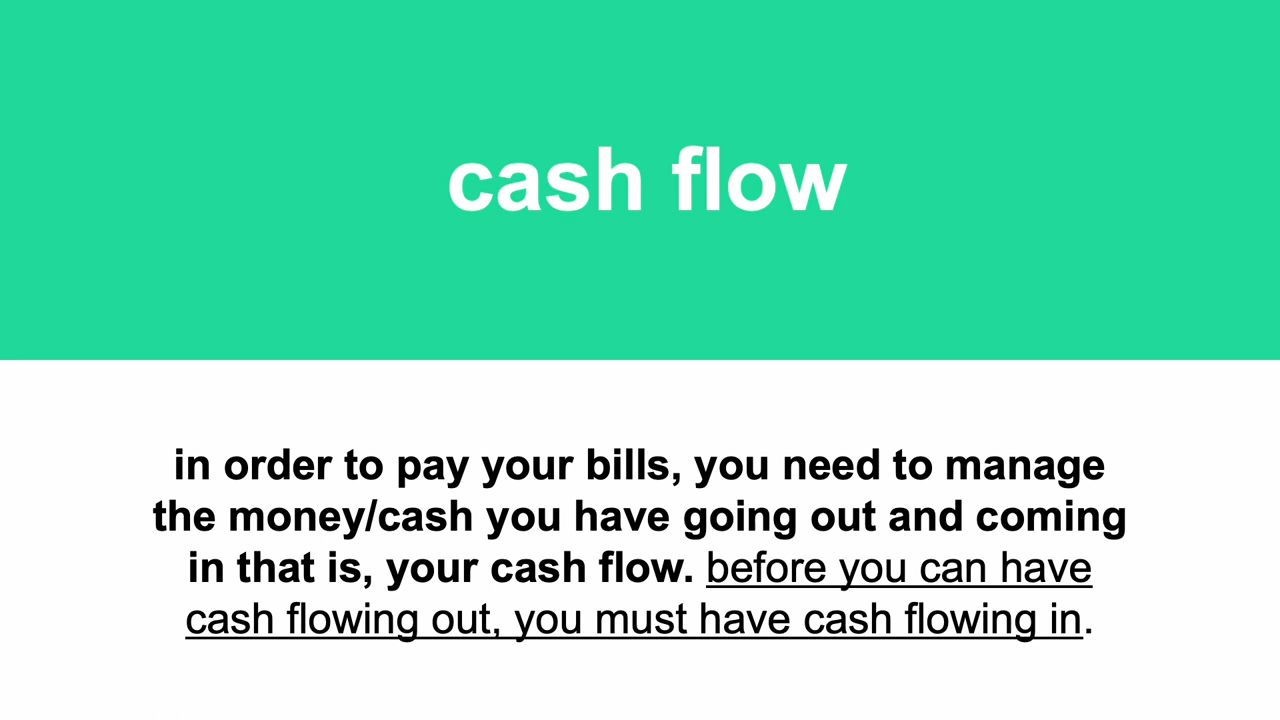 cash flow
in order to pay your bills, you need to manage
the money/cash you have going out and coming
in that is, your cash flow. before you can have
cash flowing out, you must have cash flowing in.